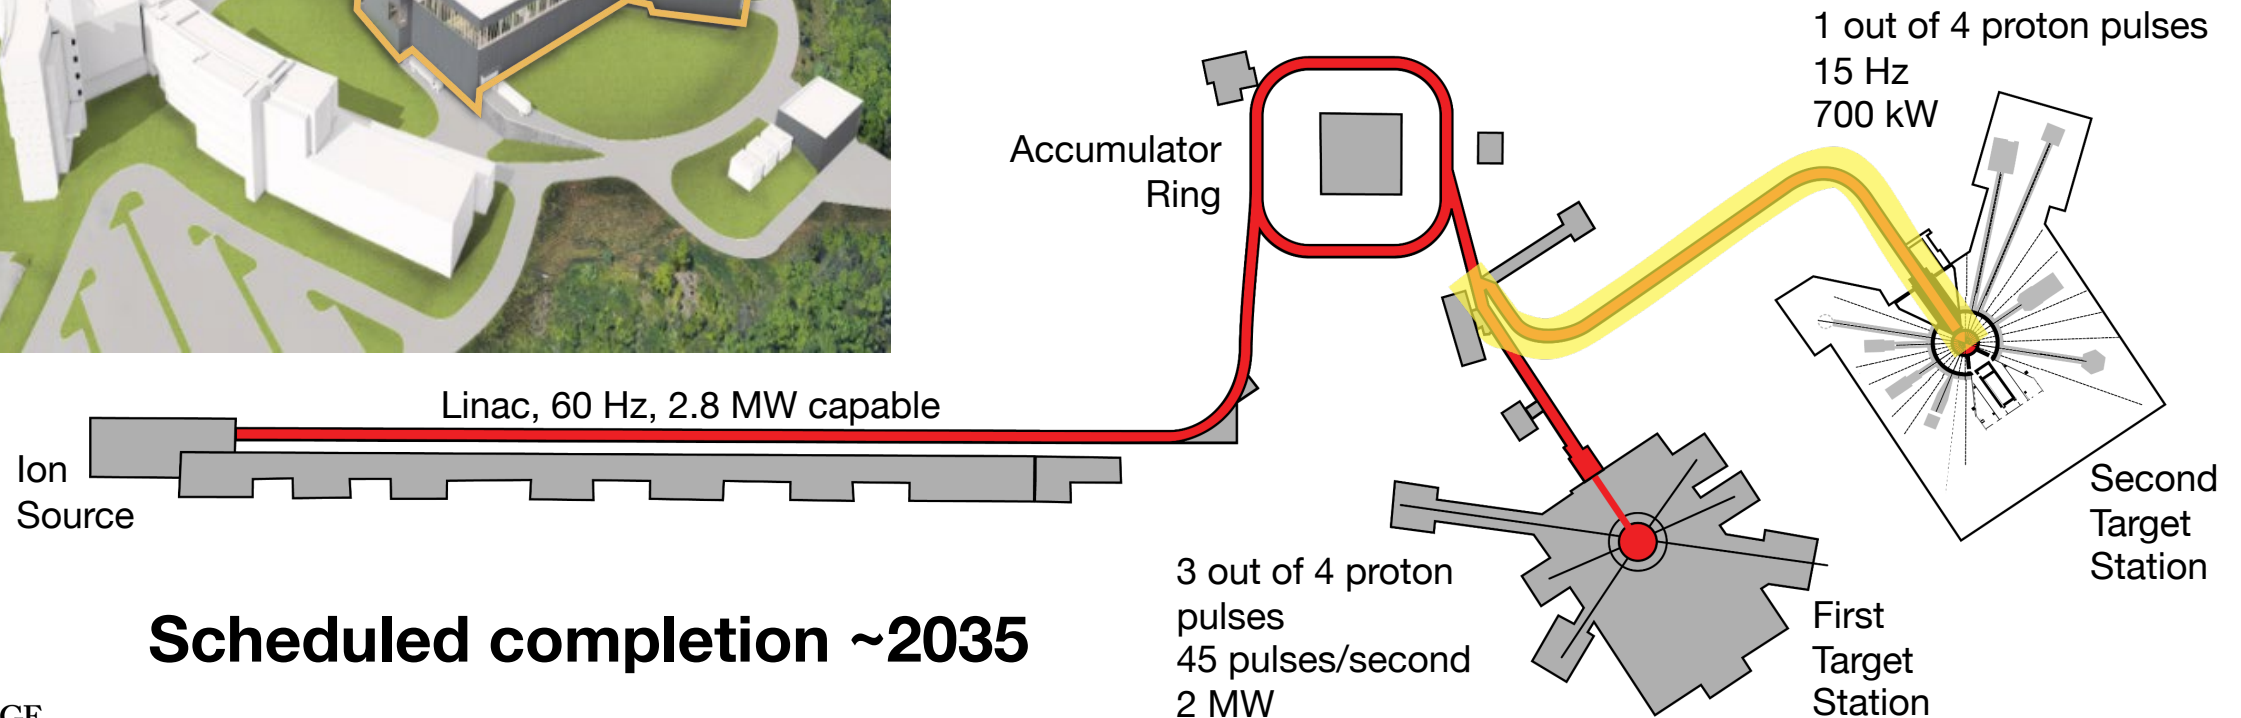 1 out of 4 proton pulses
15 Hz
700 kW
Accumulator
Ring
Linac, 60 Hz, 2.8 MW capable
Ion
Source
Second
Target
Station
3 out of 4 proton
pulses
45 pulses/second
2 MW
First
Target
Station
Scheduled completion ~2035